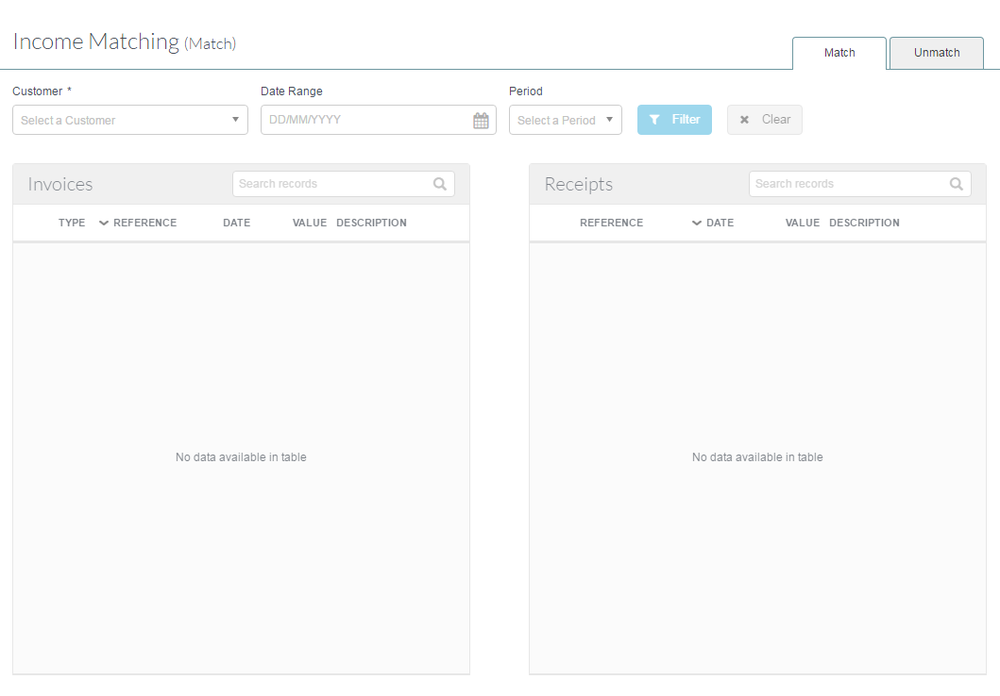 Income Matching (Match)
Match
Unmatch
Customer *
Date Range
Period
Select a Customer
DD/MM/YYYY
Select a Period
Filter
Clear
Invoices
Search records
Receipts
Search records
TYPE REFERENCE DATE VALUE DESCRIPTION
REFERENCE DATE VALUE DESCRIPTION
No data available in table
No data available in table